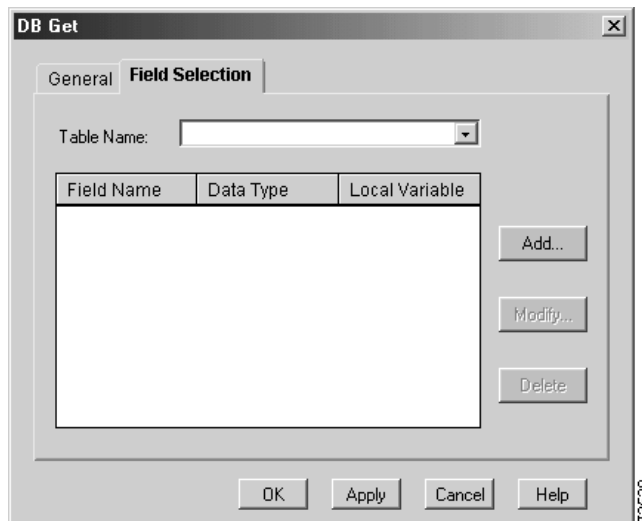 DB Get
General
Field Selection
Table Name:
Field Name Data Type Local Variable
Add...
Modify...
Delete
OK Apply Cancel Help